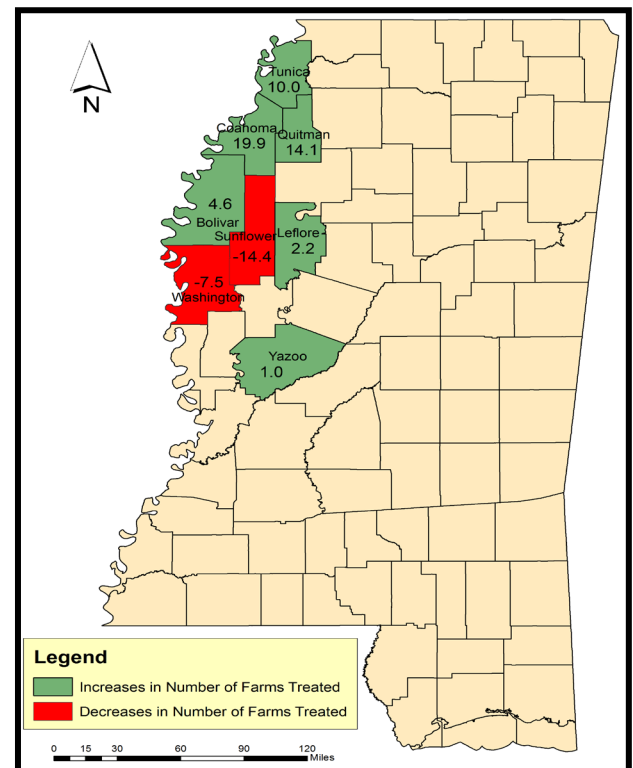 N
Tunica
10.0
Coahoma
19.9
Quitman
14.1
4.6
Bolivar
Sunflower
-14.4
Leflore
2.2
-7.5
Washington
Yazoo
1.0
Legend
Increases in Number of Farms Treated
Decreases in Number of Farms Treated
0 15 30 60 90 120
Miles